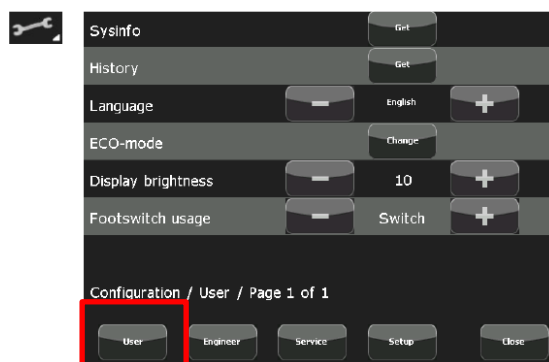 Sysinfo Get
History Get
Language − English +
ECO-mode Change
Display brightness − 10 +
Footswitch usage − Switch +
Configuration / User / Page 1 of 1
User Engineer Service Setup Close